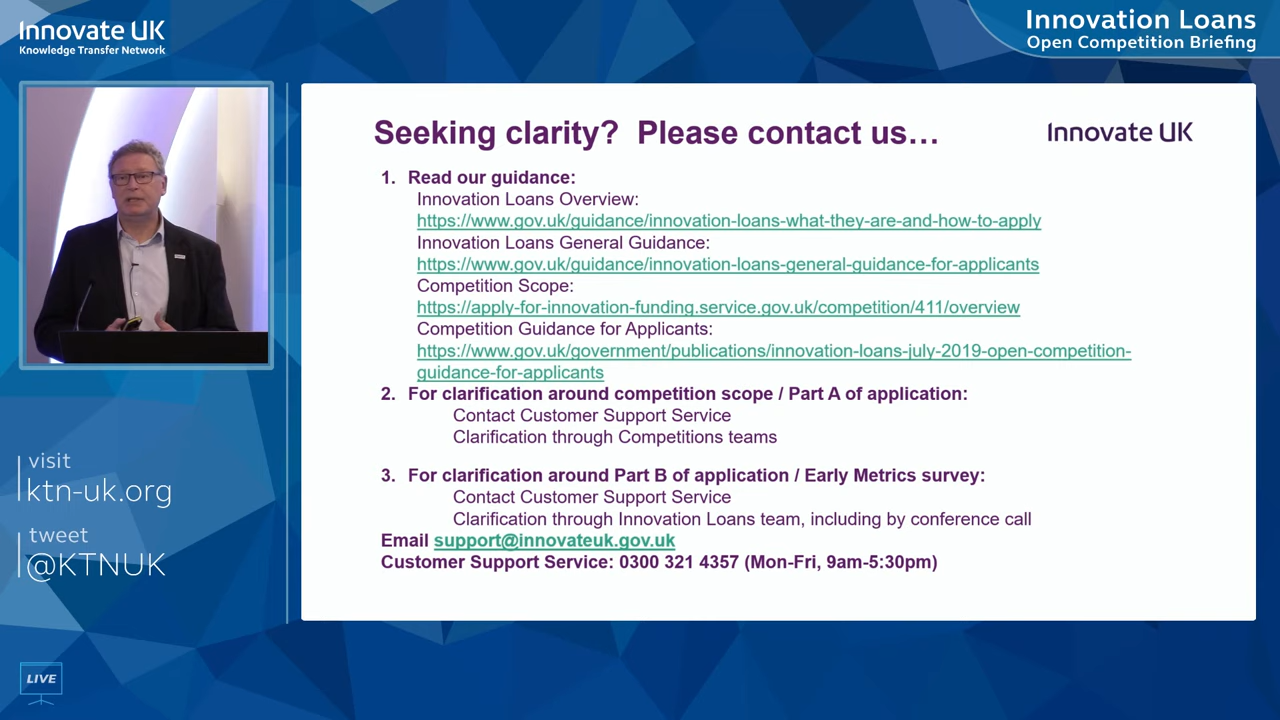 Innovate UK
Knowledge Transfer Network
Innovation Loans
Open Competition Briefing
Seeking clarity?  Please contact us…
Innovate UK
1. Read our guidance:
Innovation Loans Overview:
https://www.gov.uk/guidance/innovation-loans-what-they-are-and-how-to-apply
Innovation Loans General Guidance:
https://www.gov.uk/guidance/innovation-loans-general-guidance-for-applicants
Competition Scope:
https://apply-for-innovation-funding.service.gov.uk/competition/411/overview
Competition Guidance for Applicants:
https://www.gov.uk/government/publications/innovation-loans-july-2019-open-competition-
guidance-for-applicants
2. For clarification around competition scope / Part A of application:
Contact Customer Support Service
Clarification through Competitions teams
3. For clarification around Part B of application / Early Metrics survey:
Contact Customer Support Service
Clarification through Innovation Loans team, including by conference call
Email support@innovateuk.gov.uk
Customer Support Service: 0300 321 4357 (Mon-Fri, 9am-5:30pm)
visit
ktn-uk.org
tweet
@KTNUK
LIVE